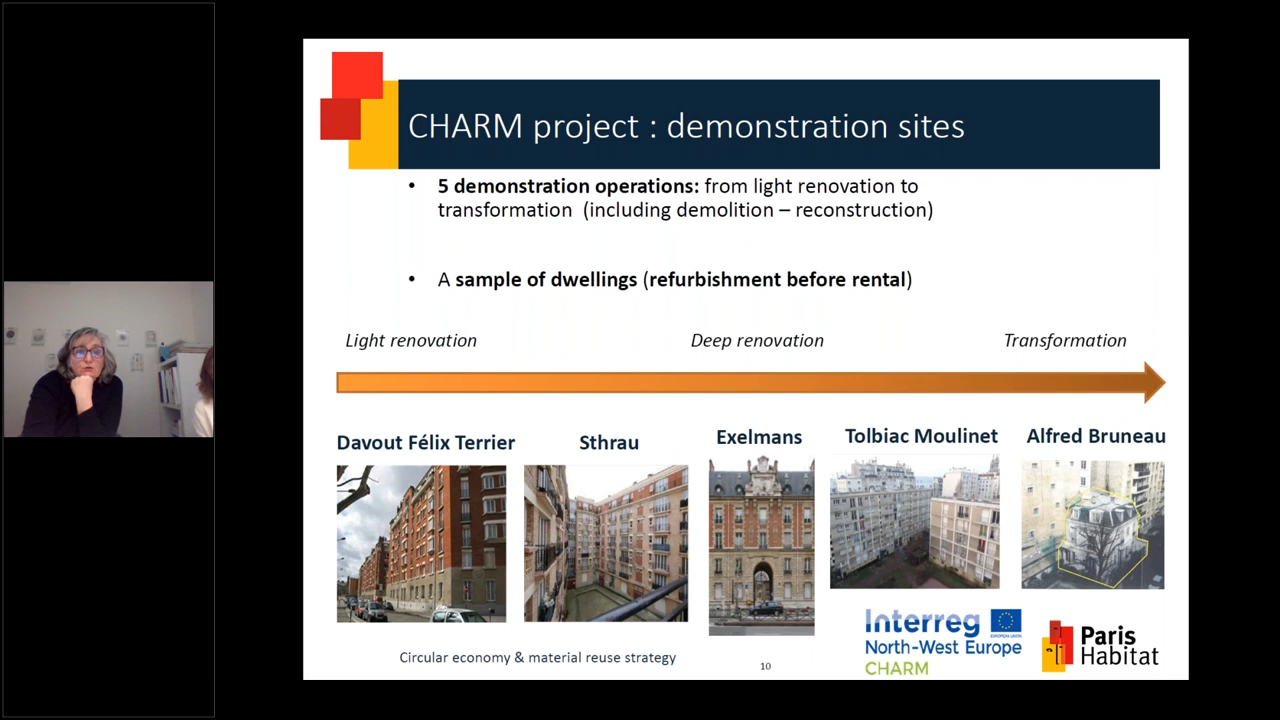 CHARM project : demonstration sites
• 5 demonstration operations: from light renovation to
transformation (including demolition – reconstruction)
• A sample of dwellings (refurbishment before rental)
Light renovation
Deep renovation
Transformation
Davout Félix Terrier
Sthrau
Exelmans
Tolbiac Moulinet
Alfred Bruneau
Interreg
EUROPEAN UNION
North-West Europe
CHARM
Paris
Habitat
Circular economy & material reuse strategy
10